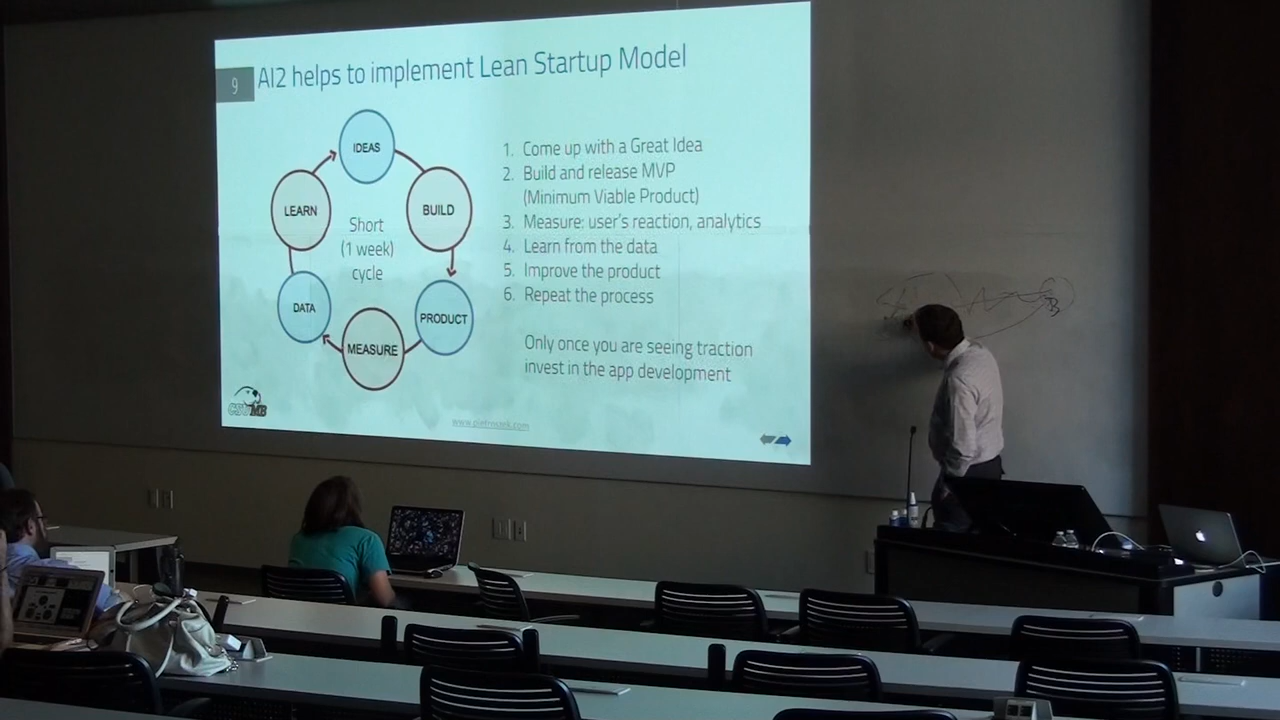 9
AI2 helps to implement Lean Startup Model
IDEAS
BUILD
PRODUCT
MEASURE
DATA
LEARN
Short
(1 week)
cycle
1. Come up with a Great Idea
2. Build and release MVP
(Minimum Viable Product)
3. Measure: user's reaction, analytics
4. Learn from the data
5. Improve the product
6. Repeat the process
Only once you are seeing traction
invest in the app development
CSUMB